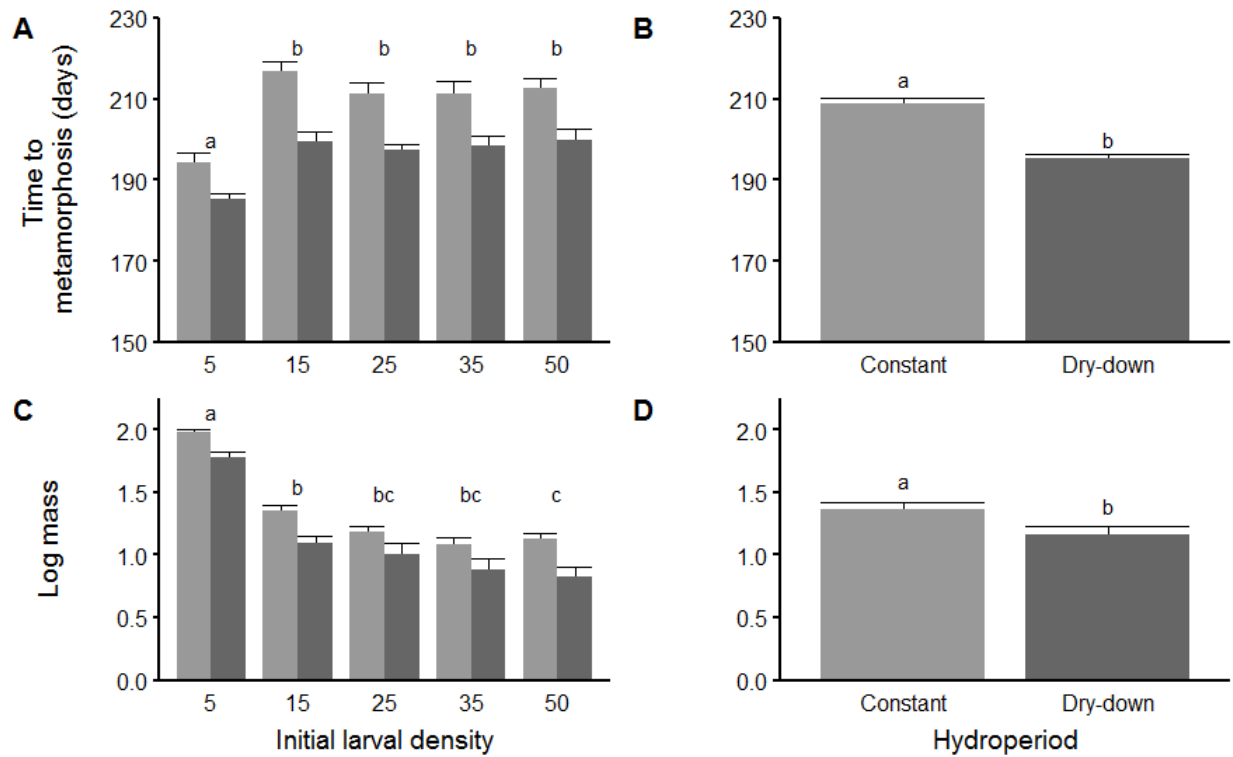 A
Time to
metamorphosis (days)
230
210
190
170
150
a
b
b
b
b
5
15
25
35
50
B
230
210
190
170
150
a
b
Constant
Dry-down
C
Log mass
2.0
1.5
1.0
0.5
0.0
a
b
bc
bc
c
5
15
25
35
50
Initial larval density
D
2.0
1.5
1.0
0.5
0.0
a
b
Constant
Dry-down
Hydroperiod